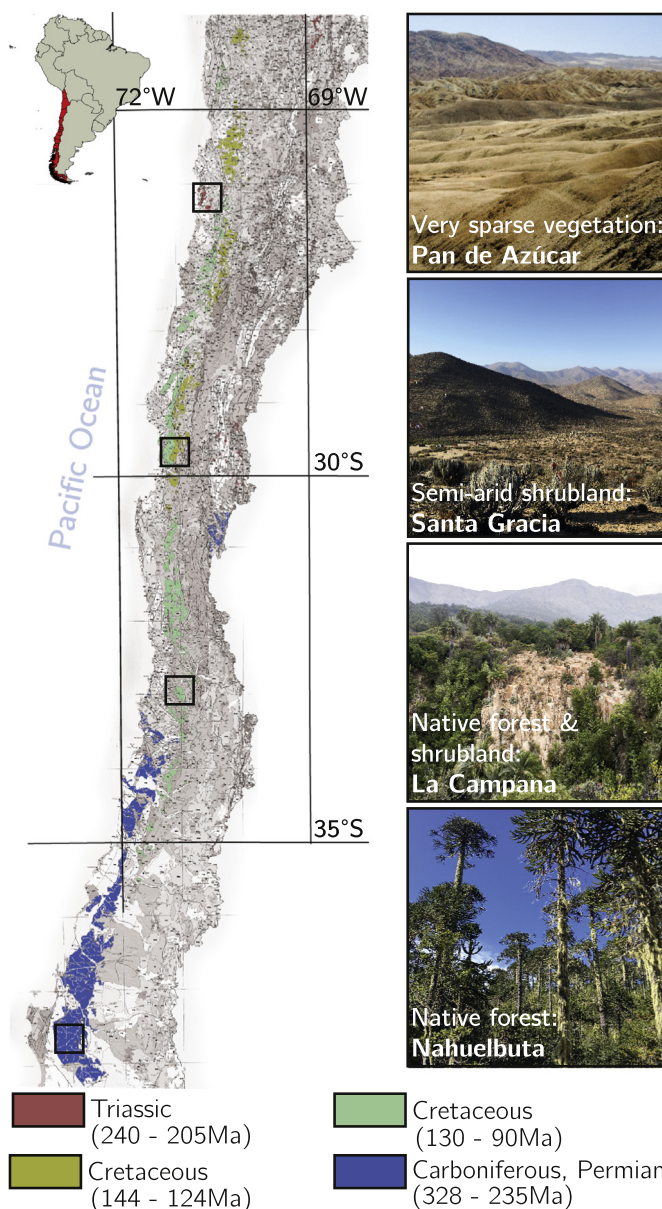 72°W
69°W
Pacific Ocean
30°S
35°S
Very sparse vegetation:
Pan de Azúcar
Semi-arid shrubland:
Santa Gracia
Native forest &
shrubland:
La Campana
Native forest:
Nahuelbuta
Triassic
(240 - 205Ma)
Cretaceous
(144 - 124Ma)
Cretaceous
(130 - 90Ma)
Carboniferous, Permian
(328 - 235Ma)